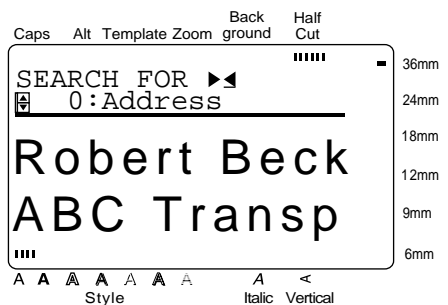 Back Half
Caps Alt Template Zoom ground Cut
36mm
SEARCH FOR
0:Address
24mm
18mm
Robert Beck
12mm
ABC Transp
9mm
6mm
A A A A A A A A A
Style Italic Vertical